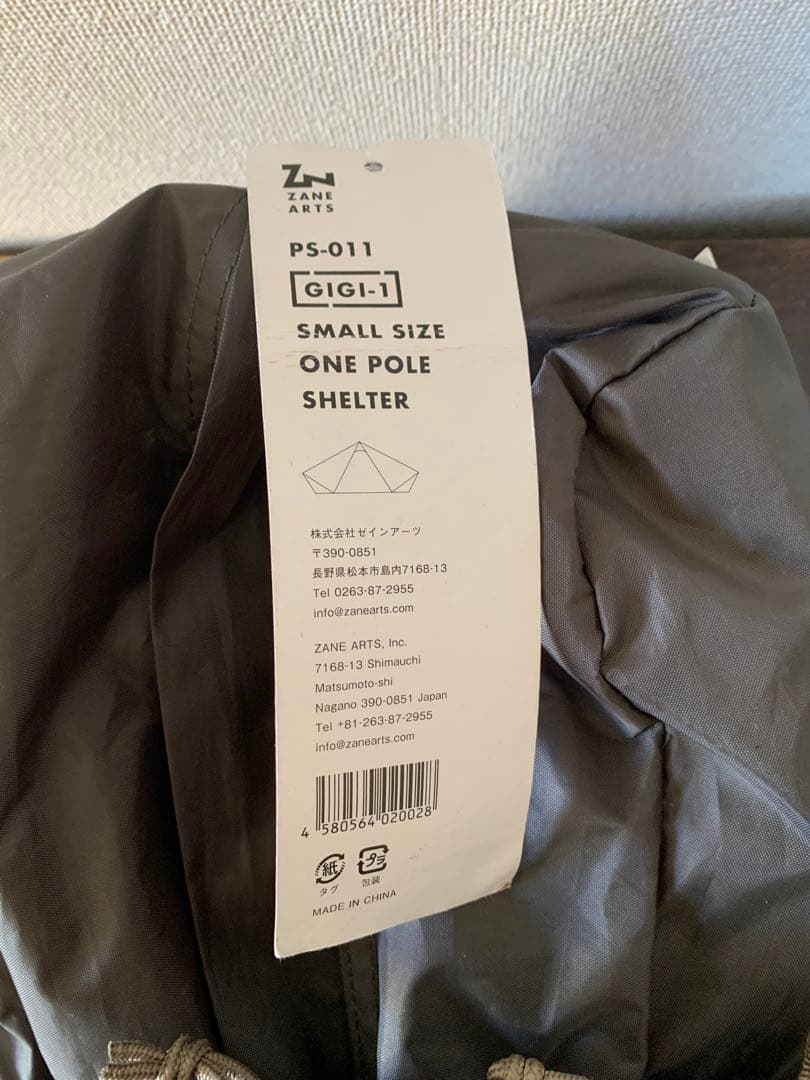 ZN
ZANE
ARTS
PS-011
GIGI-1
SMALL SIZE
ONE POLE
SHELTER
株式会社ゼインアーツ
〒390-0851
長野県松本市島内7168-13
Tel 0263-87-2955
info@zanearts.com
ZANE ARTS, Inc.
7168-13 Shimauchi
Matsumoto-shi
Nagano 390-0851 Japan
Tel +81-263-87-2955
info@zanearts.com
4 580564 020028
紙 プラ
タグ 包装
MADE IN CHINA